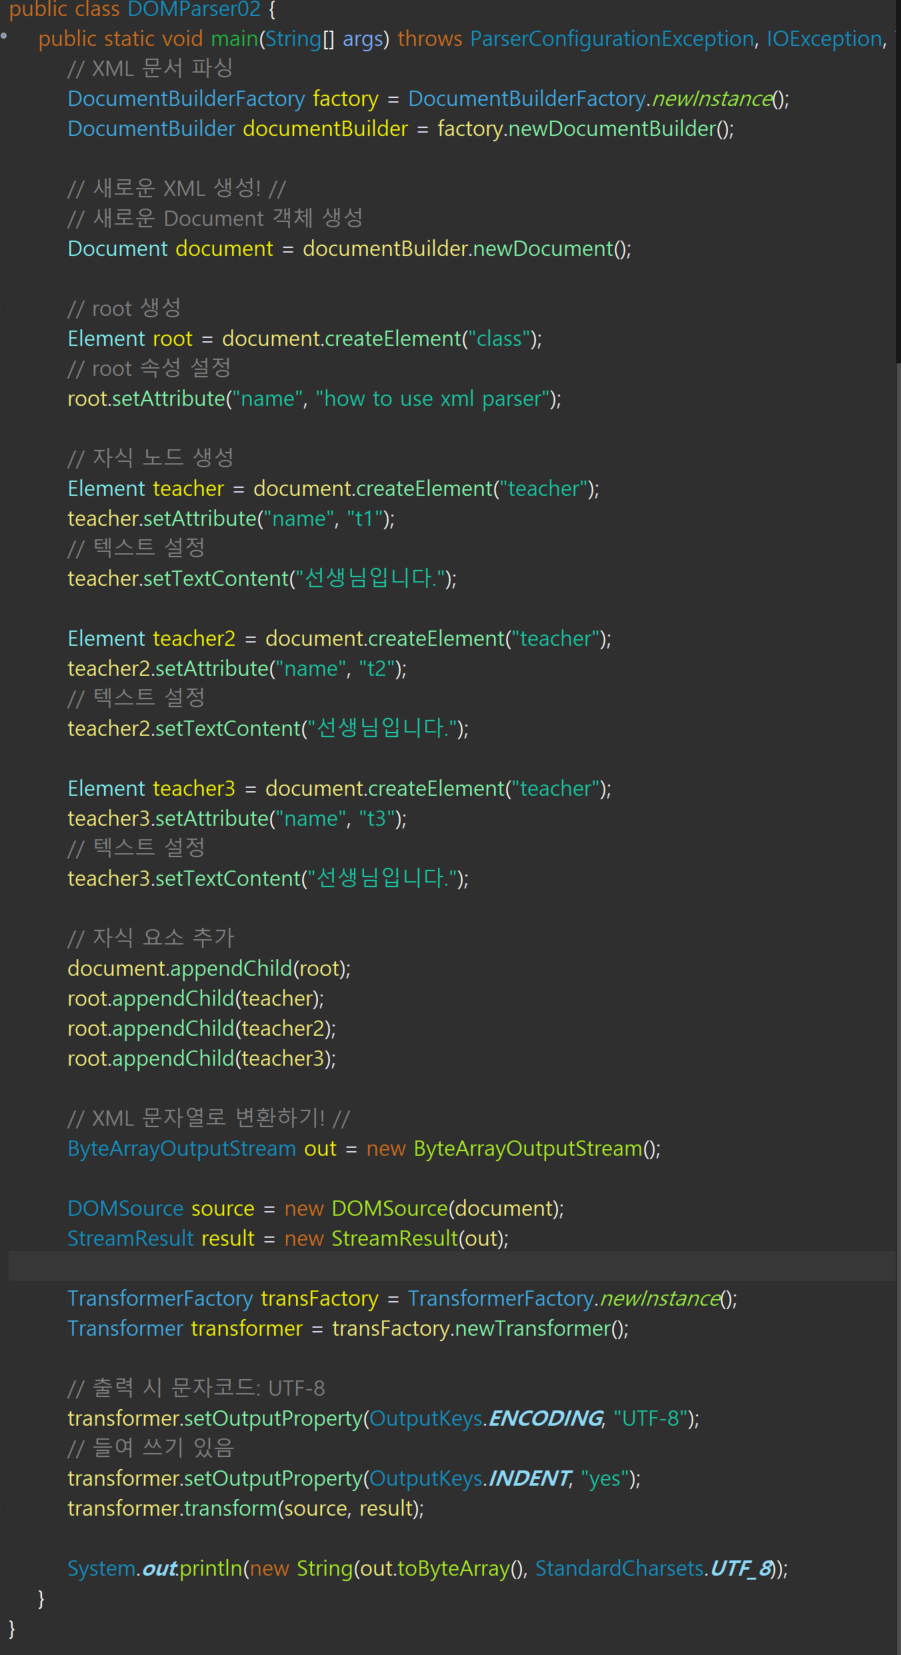 public class DOMParser02 {
public static void main(String[] args) throws ParserConfigurationException, IOException,
// XML 문서 파싱
DocumentBuilderFactory factory = DocumentBuilderFactory.newInstance();
DocumentBuilder documentBuilder = factory.newDocumentBuilder();
// 새로운 XML 생성! //
// 새로운 Document 객체 생성
Document document = documentBuilder.newDocument();
// root 생성
Element root = document.createElement("class");
// root 속성 설정
root.setAttribute("name", "how to use xml parser");
// 자식 노드 생성
Element teacher = document.createElement("teacher");
teacher.setAttribute("name", "t1");
// 텍스트 설정
teacher.setTextContent("선생님입니다.");
Element teacher2 = document.createElement("teacher");
teacher2.setAttribute("name", "t2");
// 텍스트 설정
teacher2.setTextContent("선생님입니다.");
Element teacher3 = document.createElement("teacher");
teacher3.setAttribute("name", "t3");
// 텍스트 설정
teacher3.setTextContent("선생님입니다.");
// 자식 요소 추가
document.appendChild(root);
root.appendChild(teacher);
root.appendChild(teacher2);
root.appendChild(teacher3);
// XML 문자열로 변환하기! //
ByteArrayOutputStream out = new ByteArrayOutputStream();
DOMSource source = new DOMSource(document);
StreamResult result = new StreamResult(out);
TransformerFactory transFactory = TransformerFactory.newInstance();
Transformer transformer = transFactory.newTransformer();
// 출력 시 문자코드: UTF-8
transformer.setOutputProperty(OutputKeys.ENCODING, "UTF-8");
// 들여 쓰기 있음
transformer.setOutputProperty(OutputKeys.INDENT, "yes");
transformer.transform(source, result);
System.out.println(new String(out.toByteArray(), StandardCharsets.UTF_8));
}
}